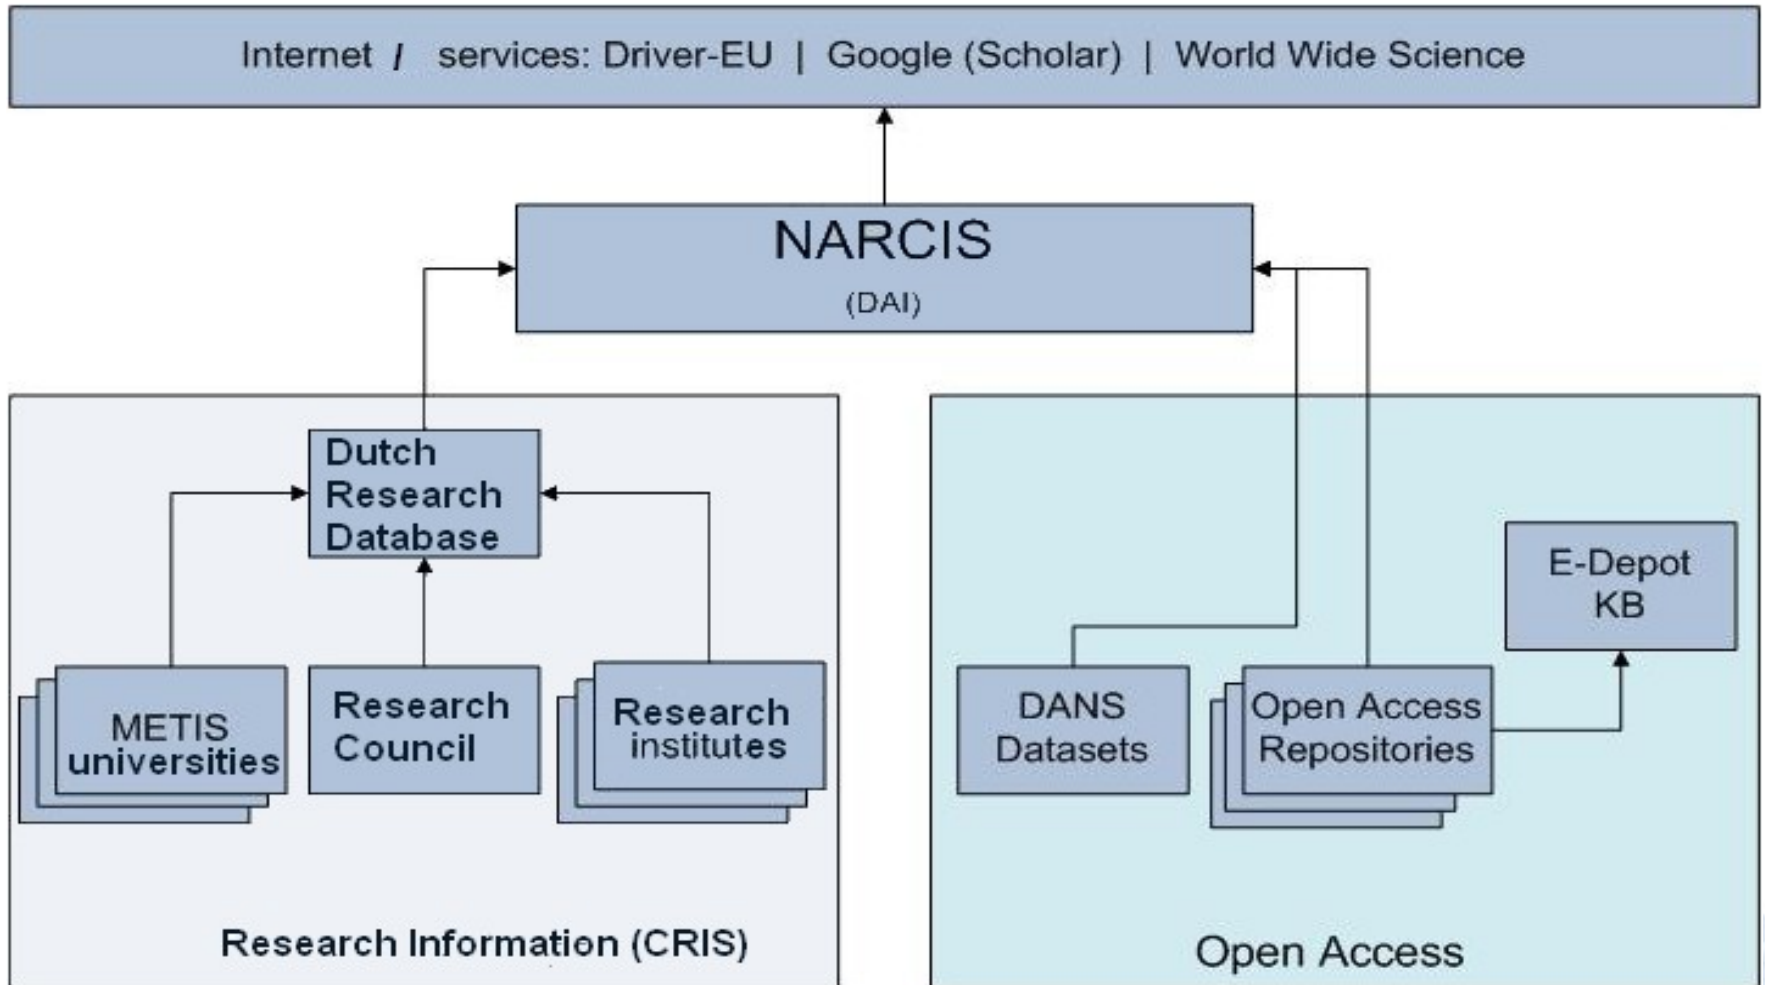 Internet / services: Driver-EU | Google (Scholar) | World Wide Science
NARCIS
(DAI)
Dutch
Research
Database
METIS
universities
Research
Council
Research
institutes
Research Information (CRIS)
E-Depot
KB
DANS
Datasets
Open Access
Repositories
Open Access